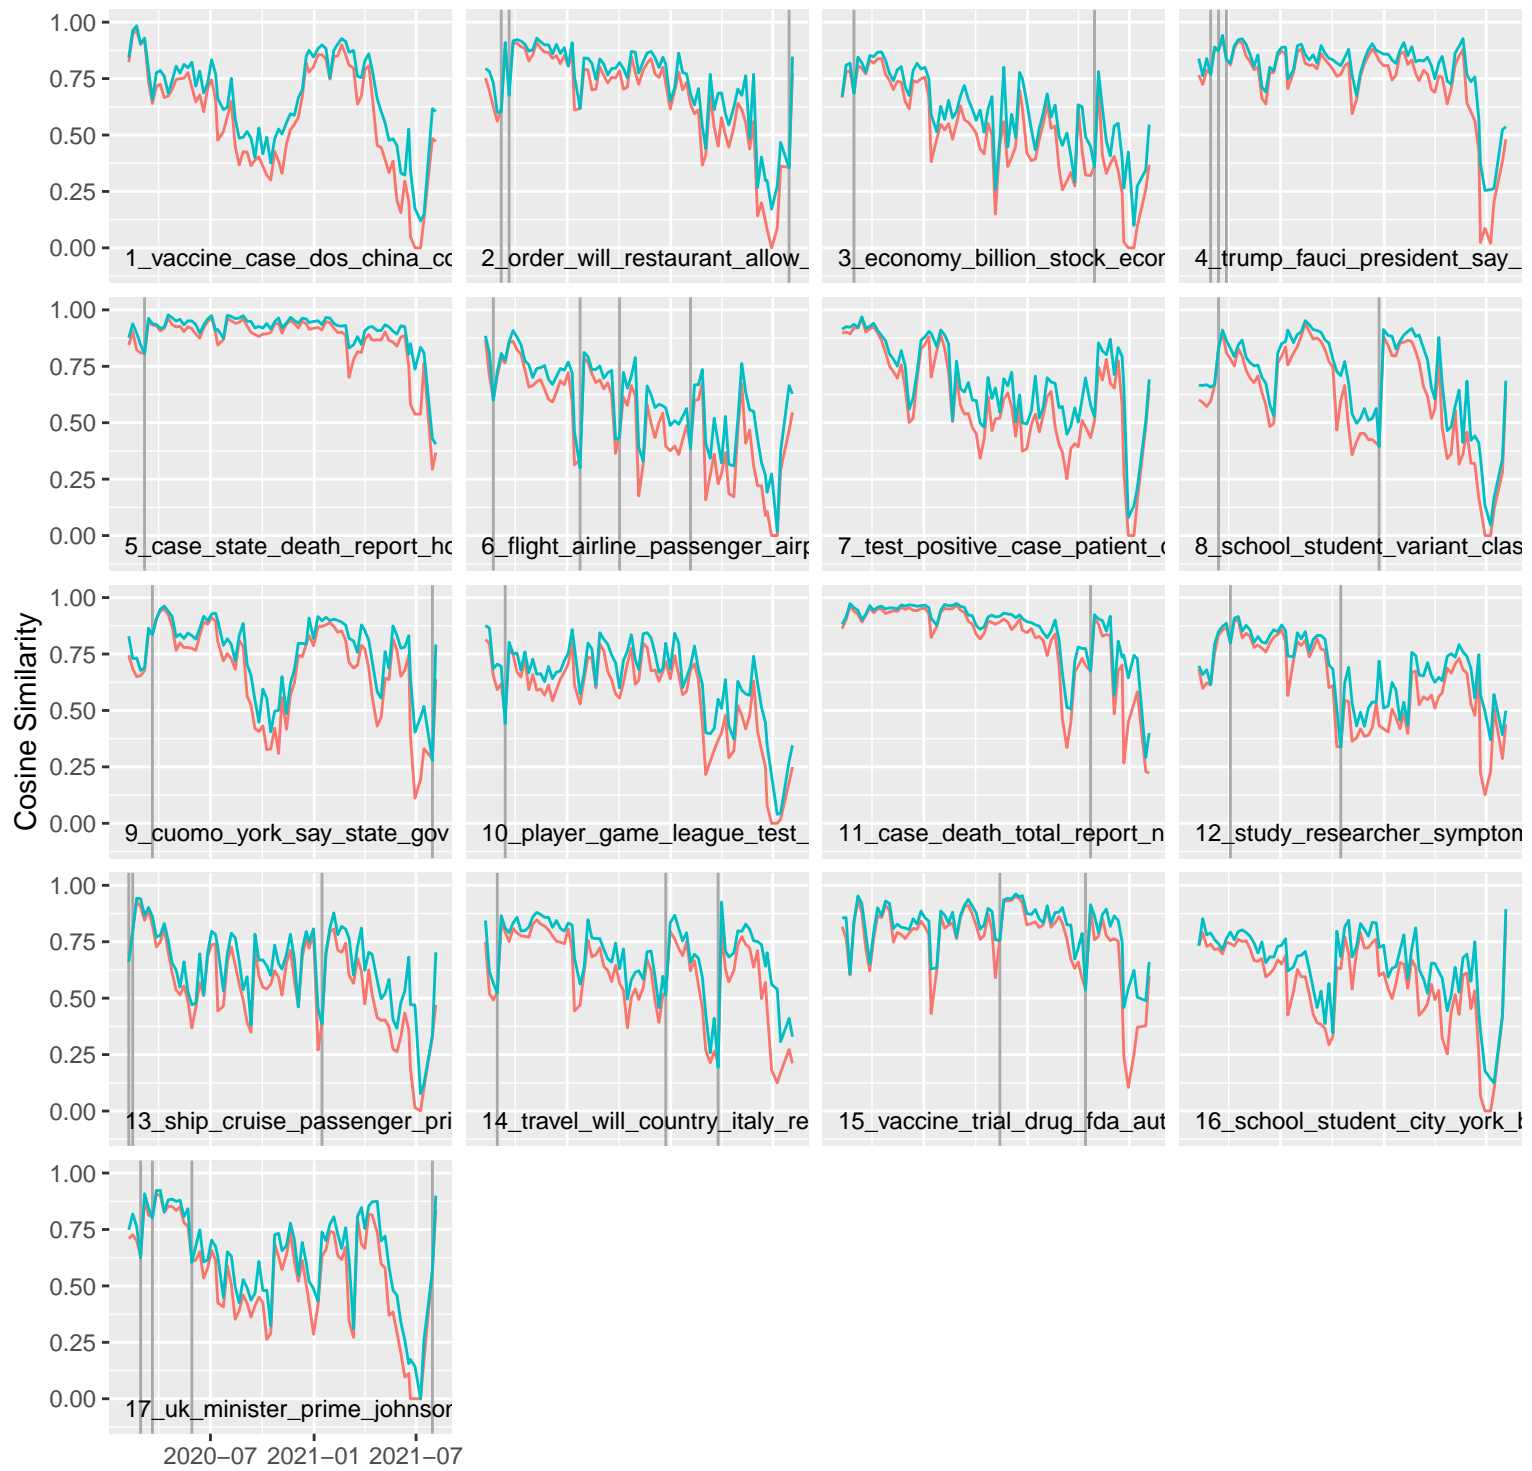 Cosine Similarity
1.00
0.75
0.50
0.25
0.00
1_vaccine_case_dos_china_cc
2_order_will_restaurant_allow_
3_economy_billion_stock_ecor
4_trump_fauci_president_say_
1.00
0.75
0.50
0.25
0.00
5_case_state_death_report_hc
6_flight_airline_passenger_airp
7_test_positive_case_patient_c
8_school_student_variant_clas
1.00
0.75
0.50
0.25
0.00
9_cuomo_york_say_state_gov
10_player_game_league_test_
11_case_death_total_report_n
12_study_researcher_symptom
1.00
0.75
0.50
0.25
0.00
13_ship_cruise_passenger_pri
14_travel_will_country_italy_re
15_vaccine_trial_drug_fda_aut
16_school_student_city_york_b
1.00
0.75
0.50
0.25
0.00
17_uk_minister_prime_johnson
2020−07 2021−01 2021−07